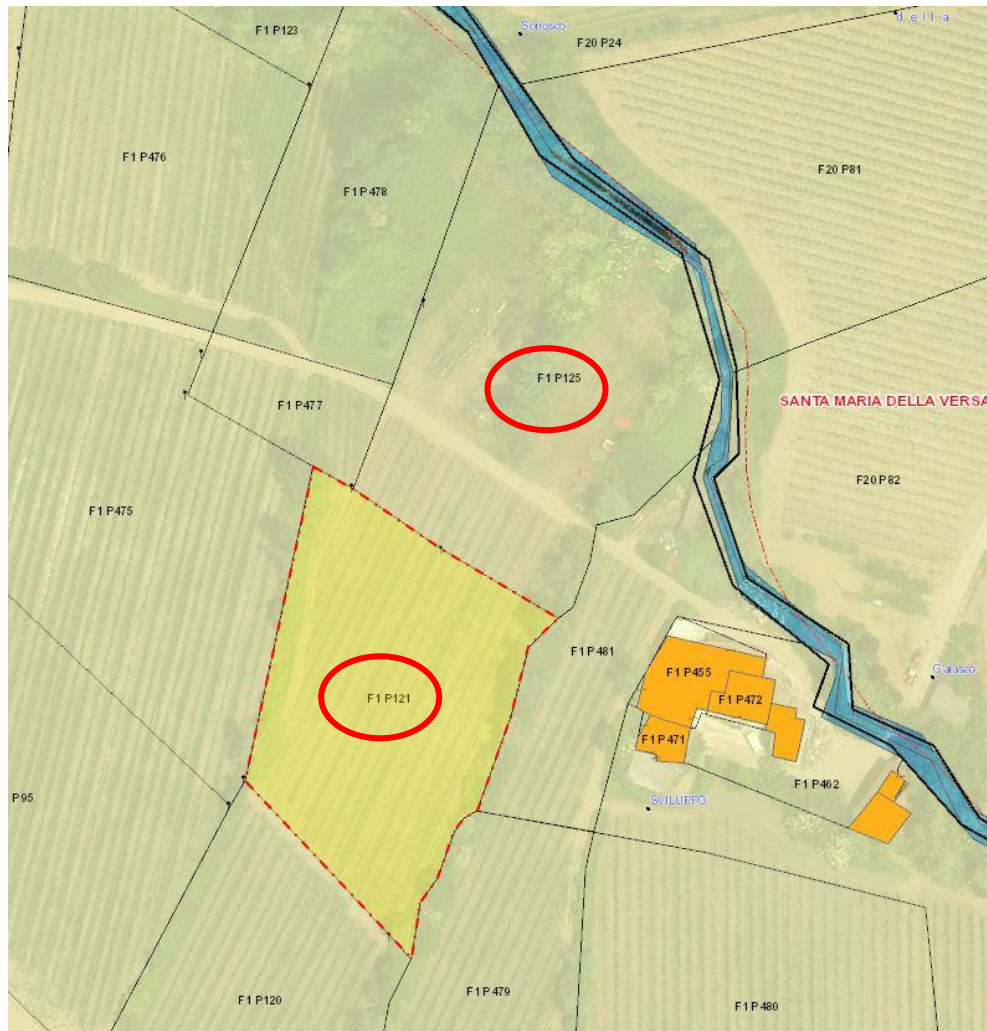 d e l l a
F1 P123
Soriosco
F20 P24
F1 P476
F20 P81
F1 P478
F1 P125
SANTA MARIA DELLA VERSA
F1 P477
F20 P82
F1 P475
F1 P481
F1 P455
Garasco
F1 P121
F1 P472
F1 P471
F1 P462
P95
SVILUPPO
F1 P479
F1 P120
F1 P480